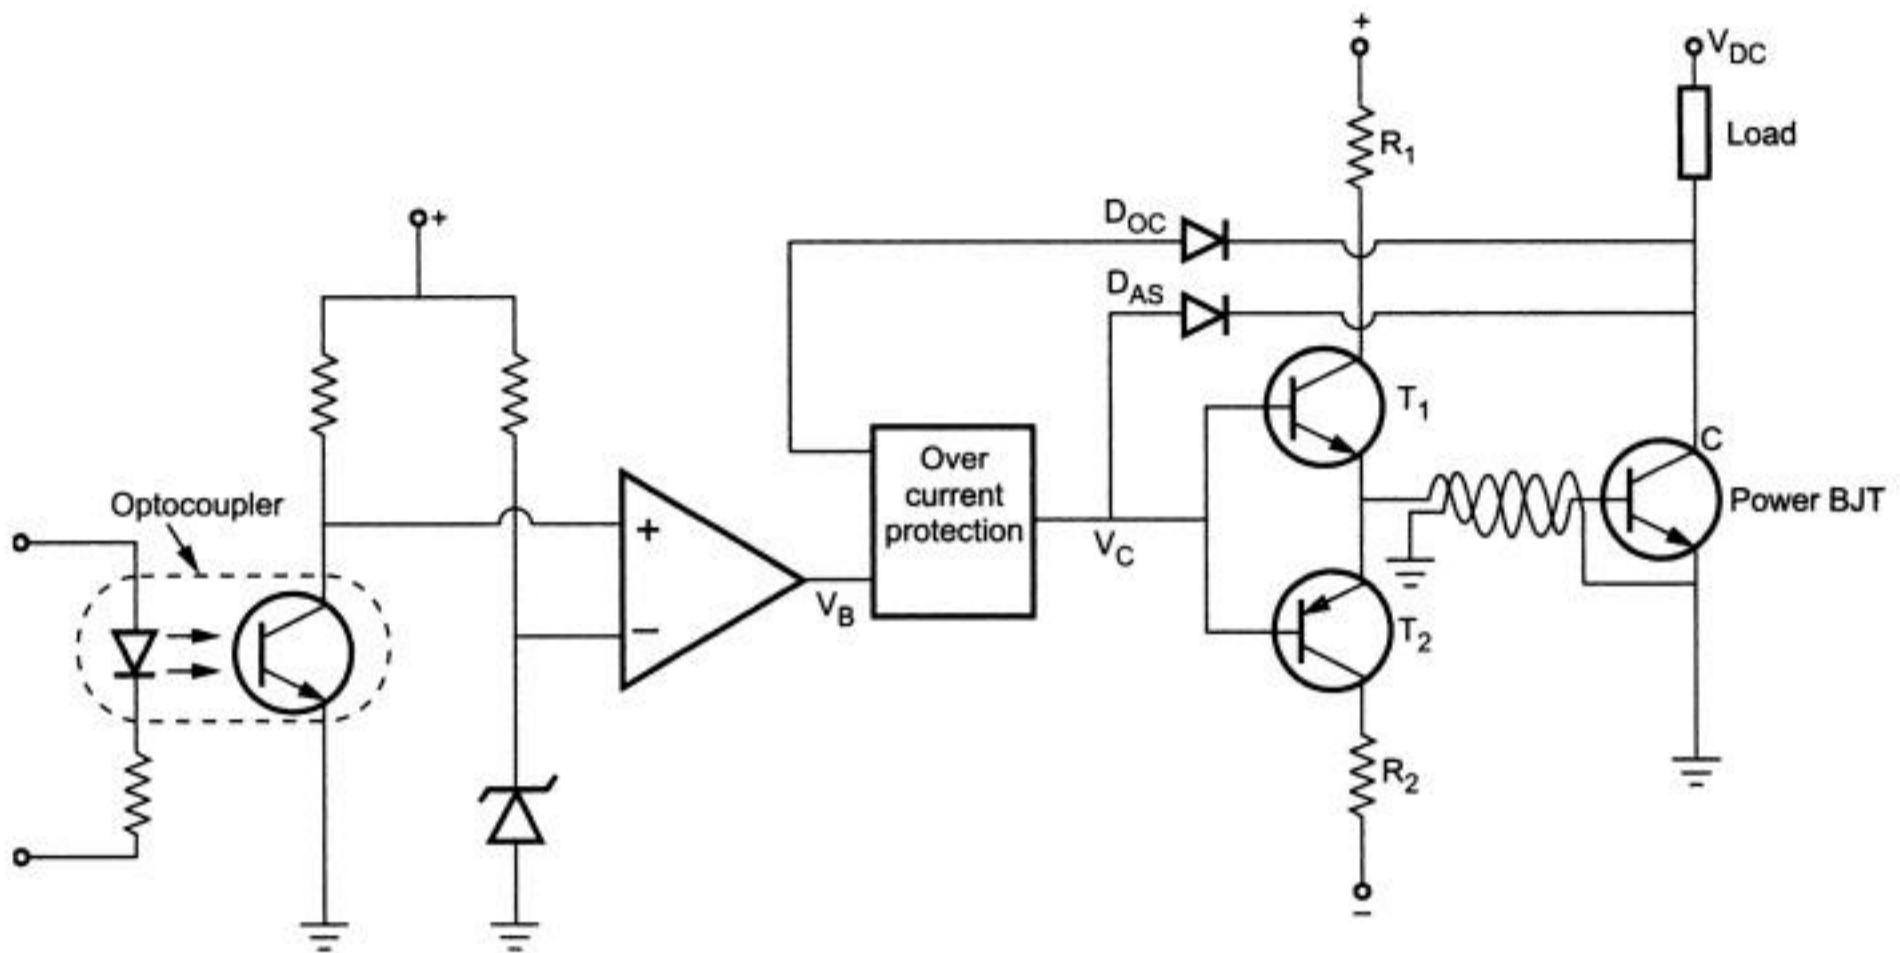 +
V_DC
Load
R_1
D_OC
+
D_AS
T_1
C
Over
current
protection
Optocoupler
Power BJT
+
V_C
V_B
−
T_2
R_2
−